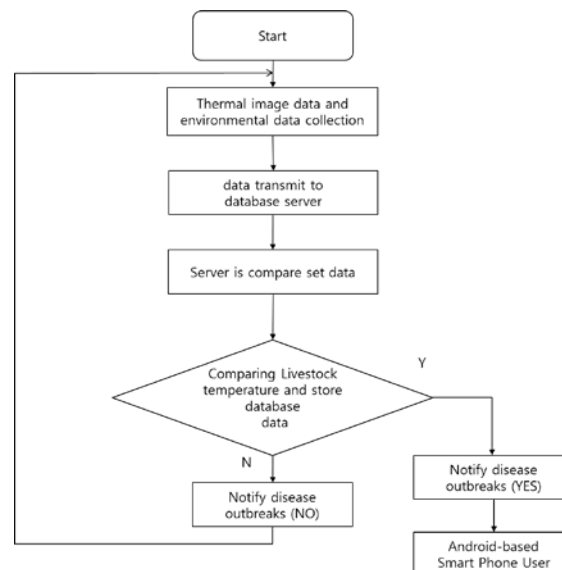 Start
Thermal image data and
environmental data collection
data transmit to
database server
Server is compare set data
Comparing Livestock
temperature and store
database
data
Y
N
Notify disease
outbreaks (NO)
Notify disease
outbreaks (YES)
Android-based
Smart Phone User